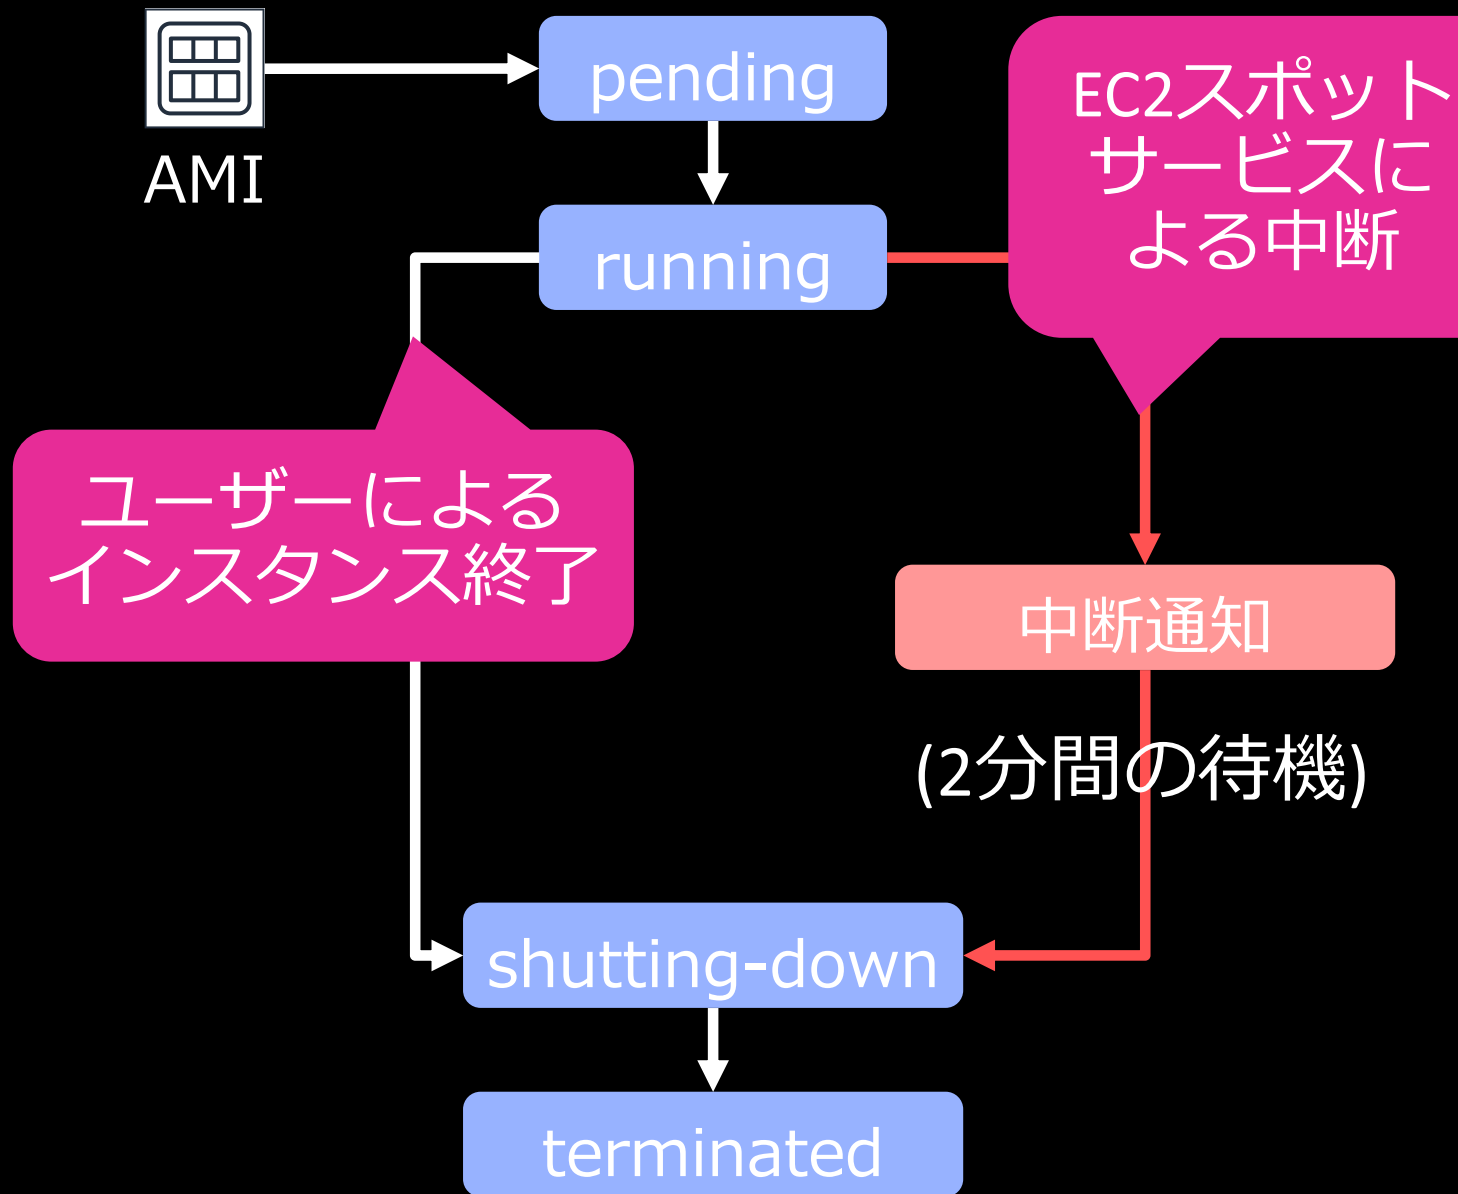 AMI
pending
running
EC2スポット
サービスに
よる中断
ユーザーによる
インスタンス終了
中断通知
(2分間の待機)
shutting-down
terminated